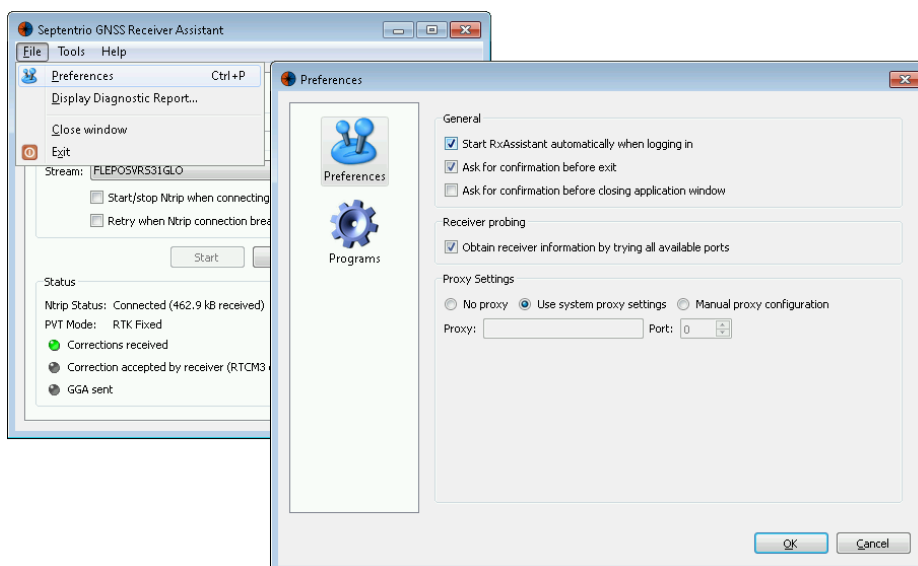 Septentrio GNSS Receiver Assistant
File Tools Help
Preferences Ctrl+P
Display Diagnostic Report...
Close window
Exit
Stream: FLEPOSVRS31GLO
Start/stop Ntrip when connecting
Retry when Ntrip connection brea
Start
Status
Ntrip Status: Connected (462.9 kB received)
PVT Mode: RTK Fixed
Corrections received
Correction accepted by receiver (RTCM3
GGA sent
Preferences
Preferences
Programs
General
Start RxAssistant automatically when logging in
Ask for confirmation before exit
Ask for confirmation before closing application window
Receiver probing
Obtain receiver information by trying all available ports
Proxy Settings
No proxy Use system proxy settings Manual proxy configuration
Proxy: Port: 0
OK Cancel